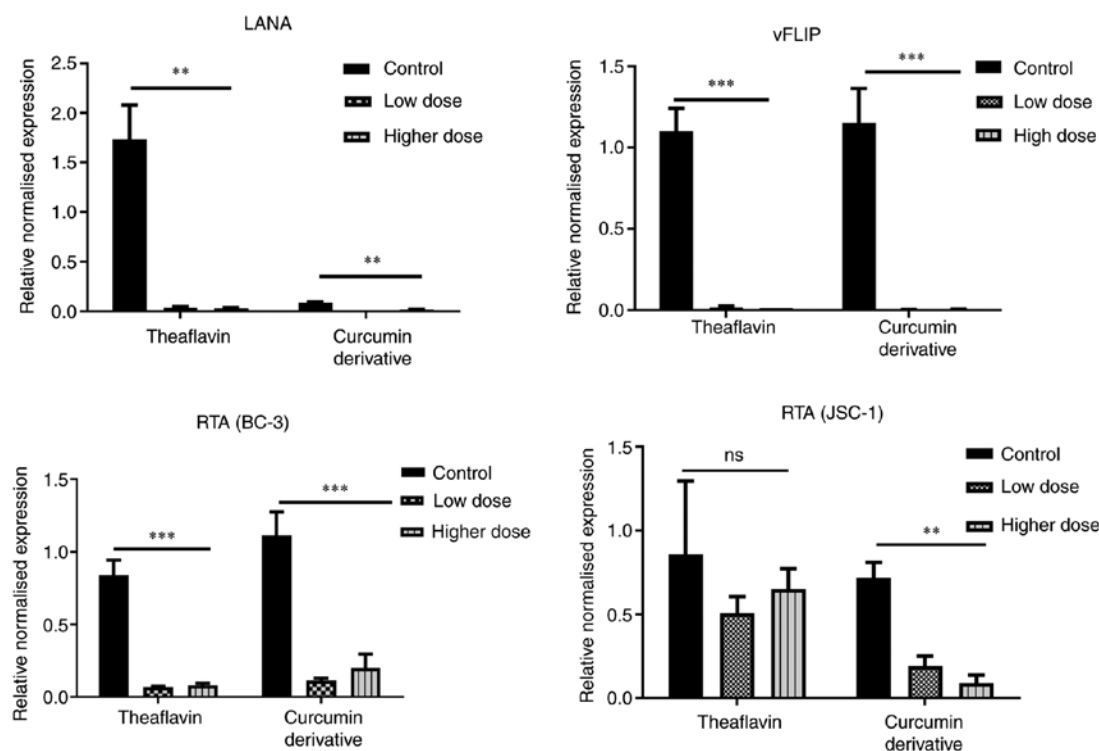 LANA
Relative normalised expression
2.5
2.0
1.5
1.0
0.5
0.0
**
**
Control
Low dose
Higher dose
Theaflavin
Curcumin
derivative
vFLIP
Relative normalised expression
1.5
1.0
0.5
0.0
***
***
Control
Low dose
High dose
Theaflavin
Curcumin
derivative
RTA (BC-3)
Relative normalised expression
1.5
1.0
0.5
0.0
***
***
Control
Low dose
Higher dose
Theaflavin
Curcumin
derivative
RTA (JSC-1)
Relative normalised expression
1.5
1.0
0.5
0.0
ns
**
Control
Low dose
Higher dose
Theaflavin
Curcumin
derivative